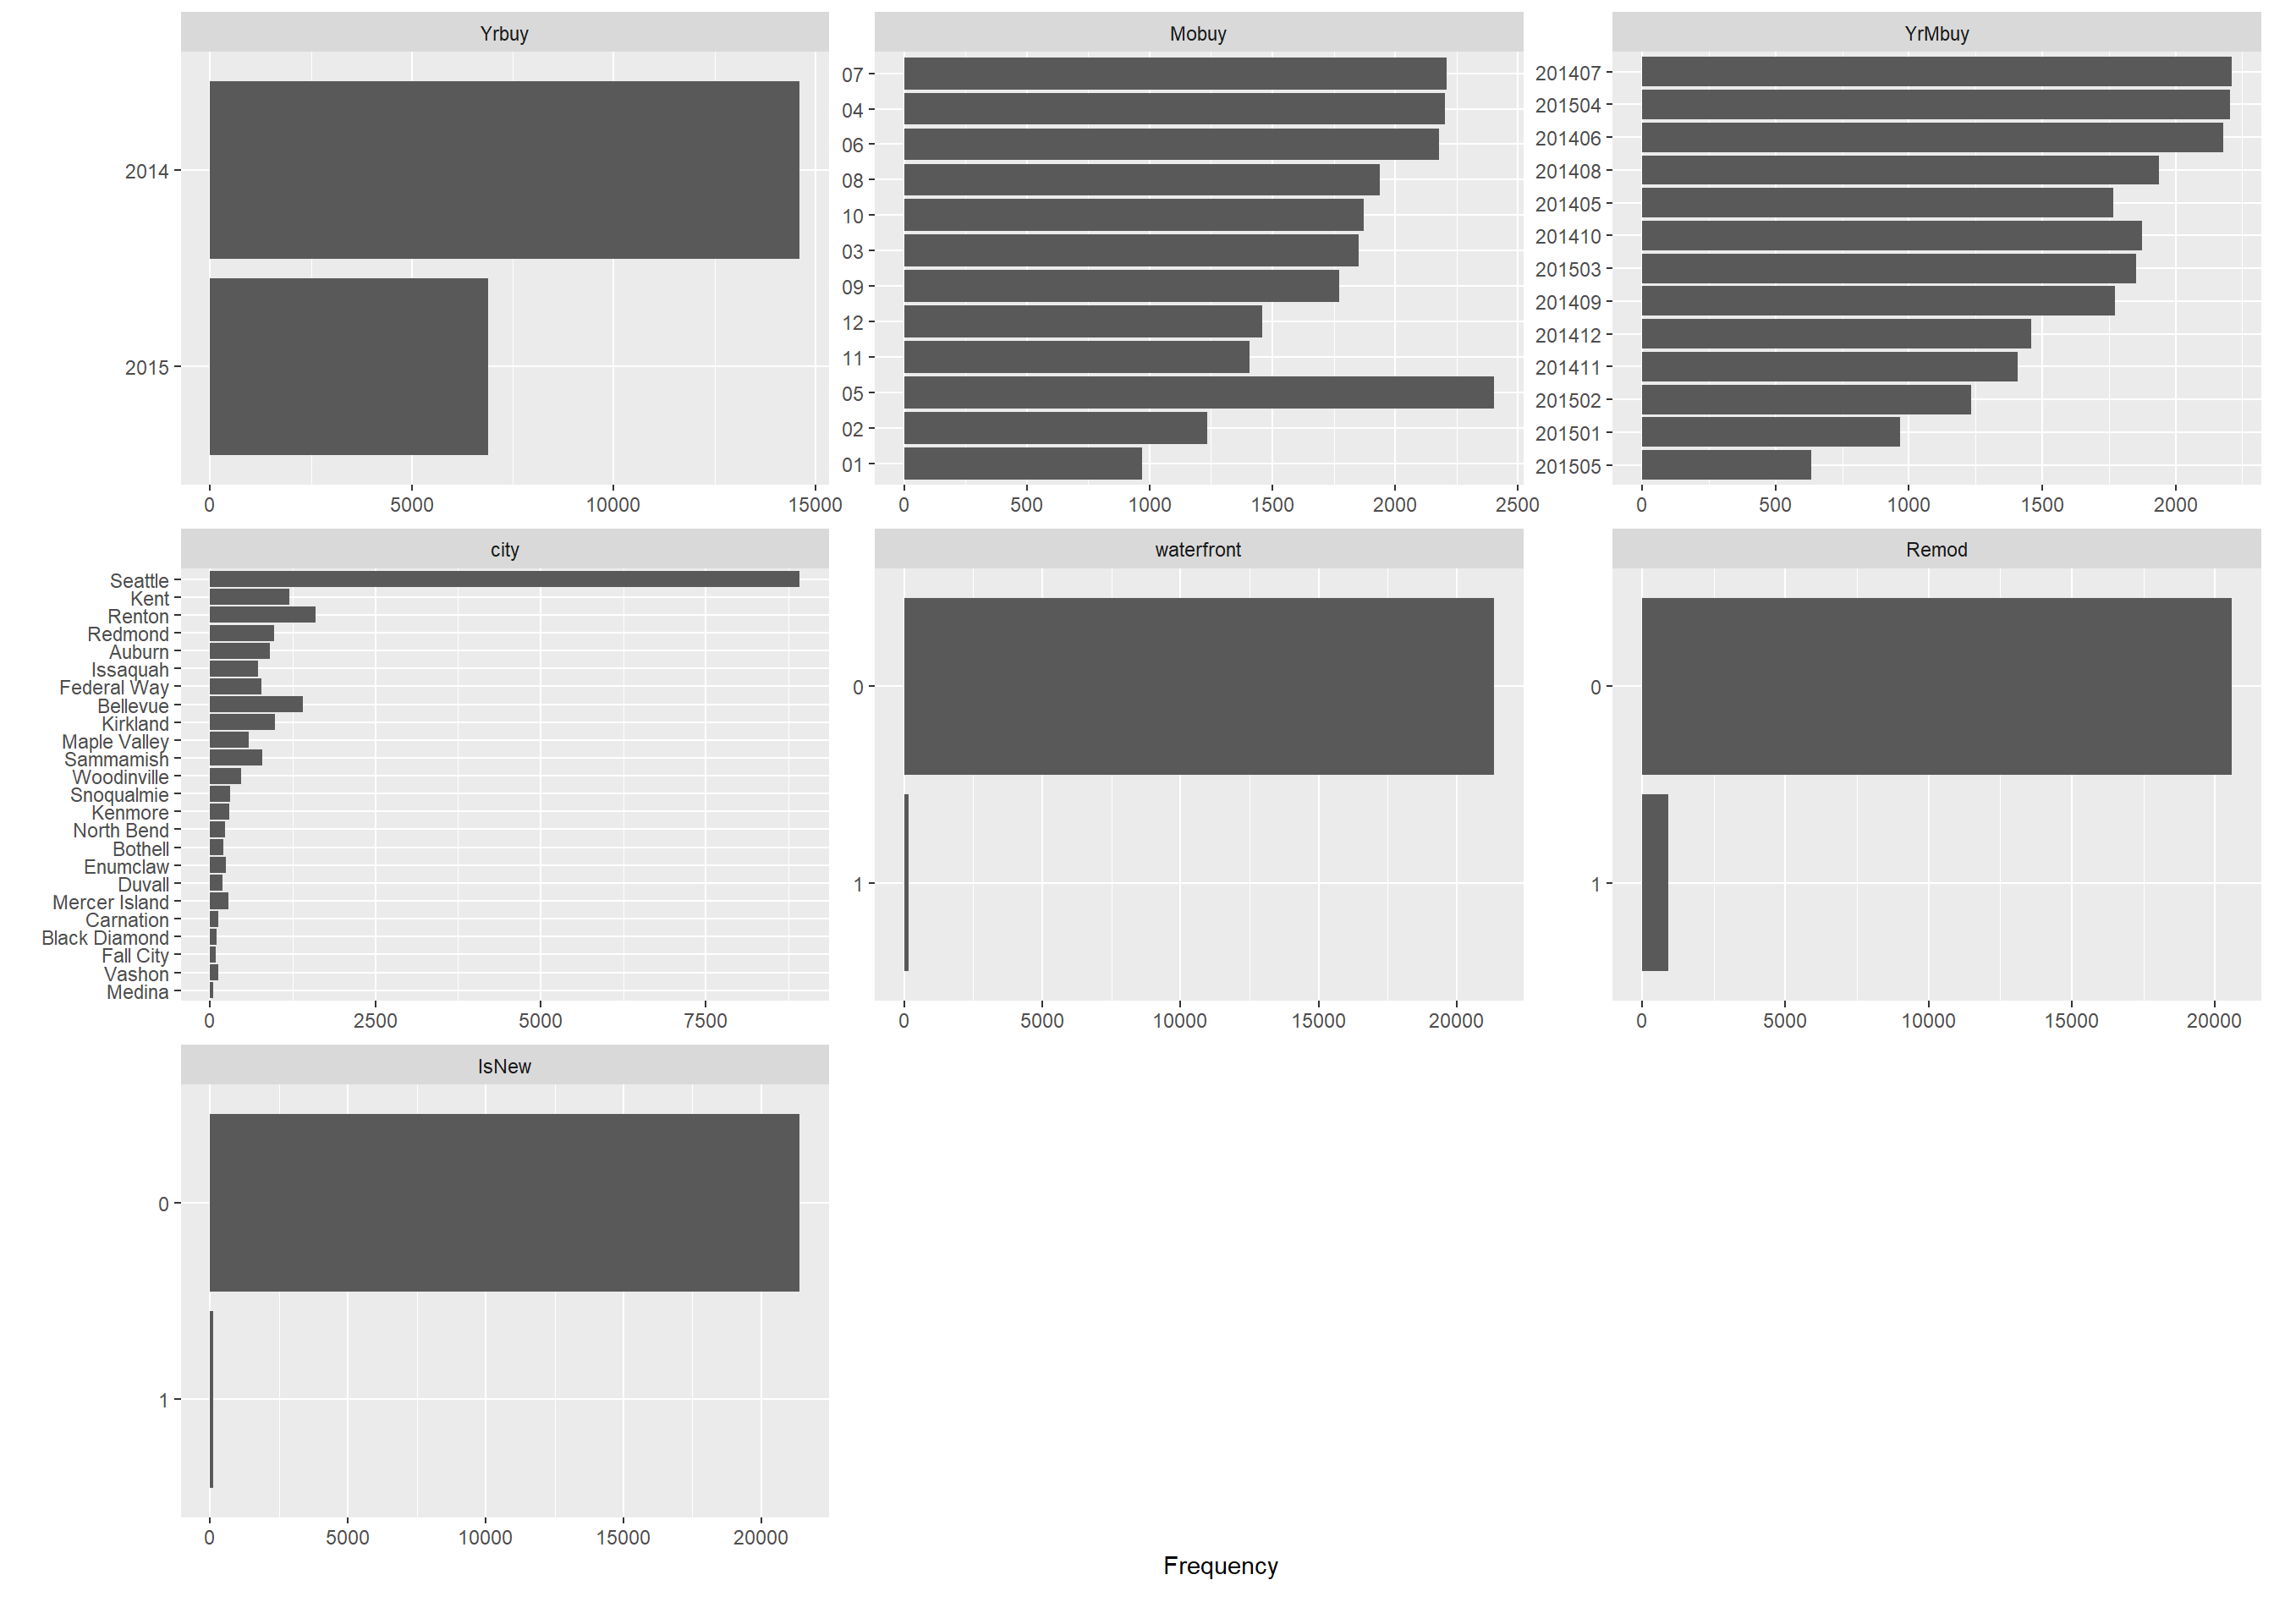 Yrbuy
2014
2015
0 5000 10000 15000
Mobuy
07
04
06
08
10
03
09
12
11
05
02
01
0 500 1000 1500 2000 2500
YrMbuy
201407
201504
201406
201408
201405
201410
201503
201409
201412
201411
201502
201501
201505
0 500 1000 1500 2000
city
Seattle
Kent
Renton
Redmond
Auburn
Issaquah
Federal Way
Bellevue
Kirkland
Maple Valley
Sammamish
Woodinville
Snoqualmie
Kenmore
North Bend
Bothell
Enumclaw
Duvall
Mercer Island
Carnation
Black Diamond
Fall City
Vashon
Medina
0 2500 5000 7500
waterfront
0
1
0 5000 10000 15000 20000
Remod
0
1
0 5000 10000 15000 20000
IsNew
0
1
0 5000 10000 15000 20000
Frequency